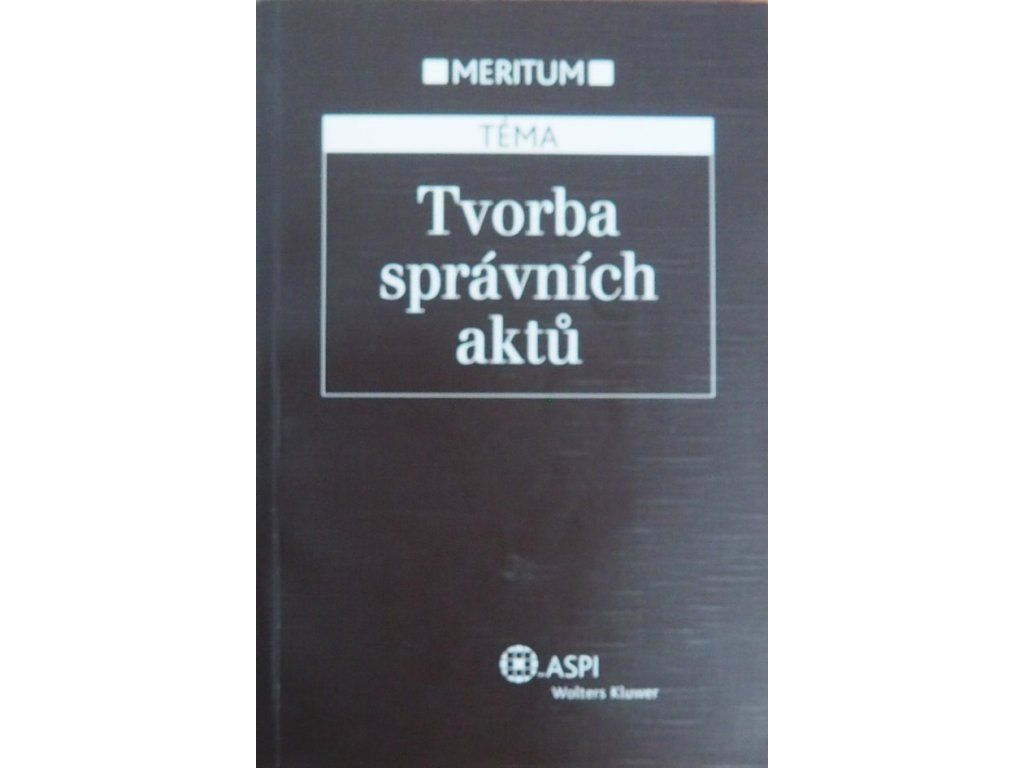 MERITUM
TÉMA
Tvorba
správních
aktů
ASPI
Wolters Kluwer